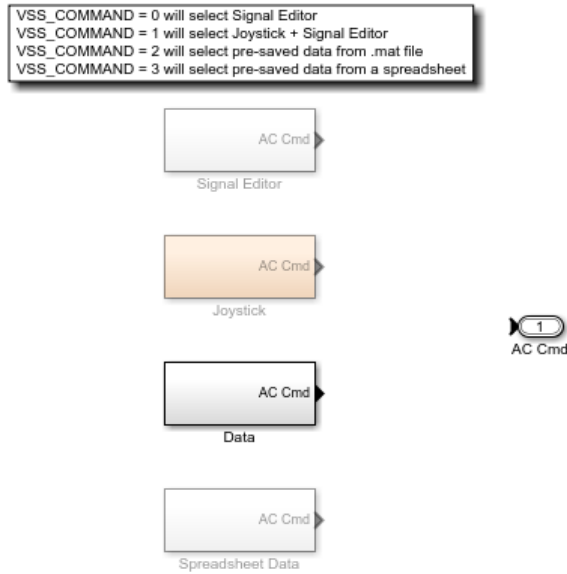 VSS_COMMAND = 0 will select Signal Editor
VSS_COMMAND = 1 will select Joystick + Signal Editor
VSS_COMMAND = 2 will select pre-saved data from .mat file
VSS_COMMAND = 3 will select pre-saved data from a spreadsheet
AC Cmd
Signal Editor
AC Cmd
Joystick
1
AC Cmd
AC Cmd
Data
AC Cmd
Spreadsheet Data